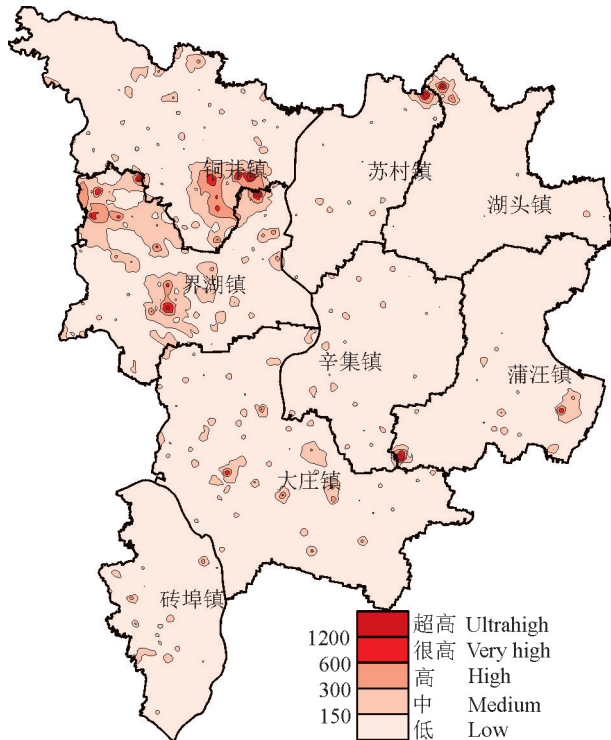 铜井镇
苏村镇
湖头镇
界湖镇
辛集镇
蒲汪镇
大庄镇
砖埠镇
超高 Ultrahigh
1200
很高 Very high
600
高 High
300
中 Medium
150
低 Low